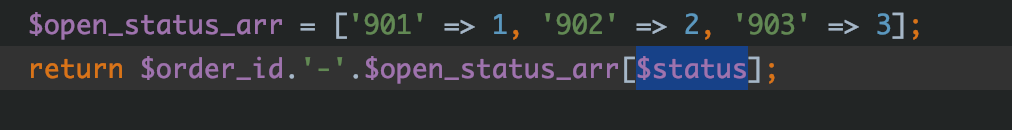 $open_status_arr = ['901' => 1, '902' => 2, '903' => 3];
return $order_id.'-'.$open_status_arr[$status];